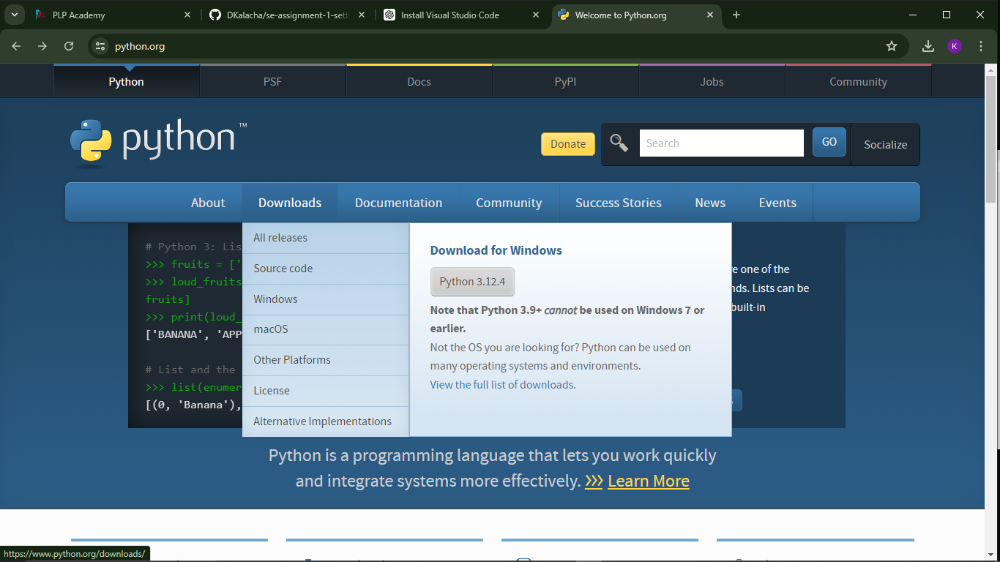 PLP Academy
DKalacha/se-assignment-1-set
Install Visual Studio Code
Welcome to Python.org
python.org
K
Python
PSF
Docs
PyPI
Jobs
Community
python™
Donate
Search
GO
Socialize
About
Downloads
Documentation
Community
Success Stories
News
Events
# Python 3: Lis
>>> fruits = ['
>>> loud_fruits
fruits]
>>> print(loud_
['BANANA', 'APP
# List and the
>>> list(enumer
[(0, 'Banana'),
All releases
Source code
Windows
macOS
Other Platforms
License
Alternative Implementations
Download for Windows
Python 3.12.4
Note that Python 3.9+ cannot be used on Windows 7 or
earlier.
Not the OS you are looking for? Python can be used on
many operating systems and environments.
View the full list of downloads.
e one of the
nds. Lists can be
built-in
Python is a programming language that lets you work quickly
and integrate systems more effectively. >>> Learn More
https://www.python.org/downloads/